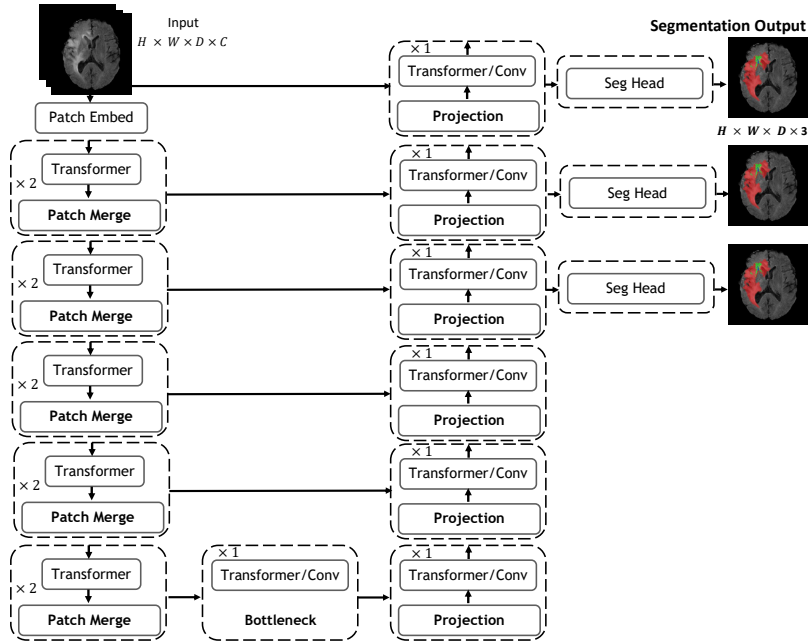 Input
H × W × D × C
Segmentation Output
Patch Embed
× 1
Transformer/Conv
Projection
Seg Head
H × W × D × 3
× 2
Transformer
Patch Merge
× 1
Transformer/Conv
Projection
Seg Head
× 2
Transformer
Patch Merge
× 1
Transformer/Conv
Projection
Seg Head
× 2
Transformer
Patch Merge
× 1
Transformer/Conv
Projection
× 2
Transformer
Patch Merge
× 1
Transformer/Conv
Projection
× 2
Transformer
Patch Merge
× 1
Transformer/Conv
Bottleneck
× 1
Transformer/Conv
Projection